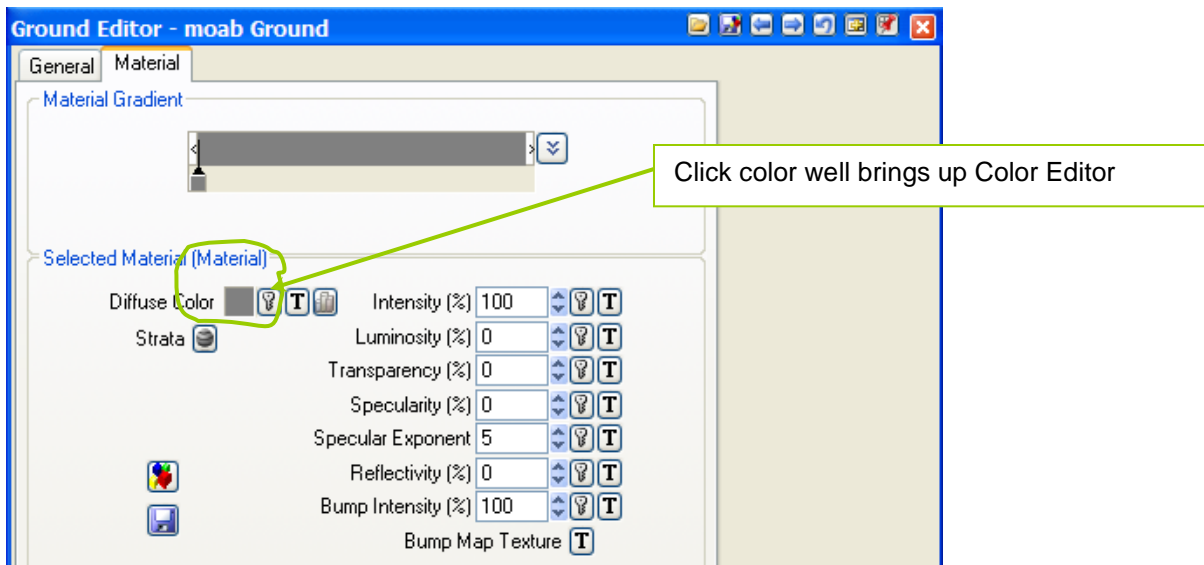 Ground Editor - moab Ground
General Material
Material Gradient
Click color well brings up Color Editor
Selected Material (Material)
Diffuse Color T Intensity (%) 100 T
Strata Luminosity (%) 0 T
Transparency (%) 0 T
Specularity (%) 0 T
Specular Exponent 5 T
Reflectivity (%) 0 T
Bump Intensity (%) 100 T
Bump Map Texture T